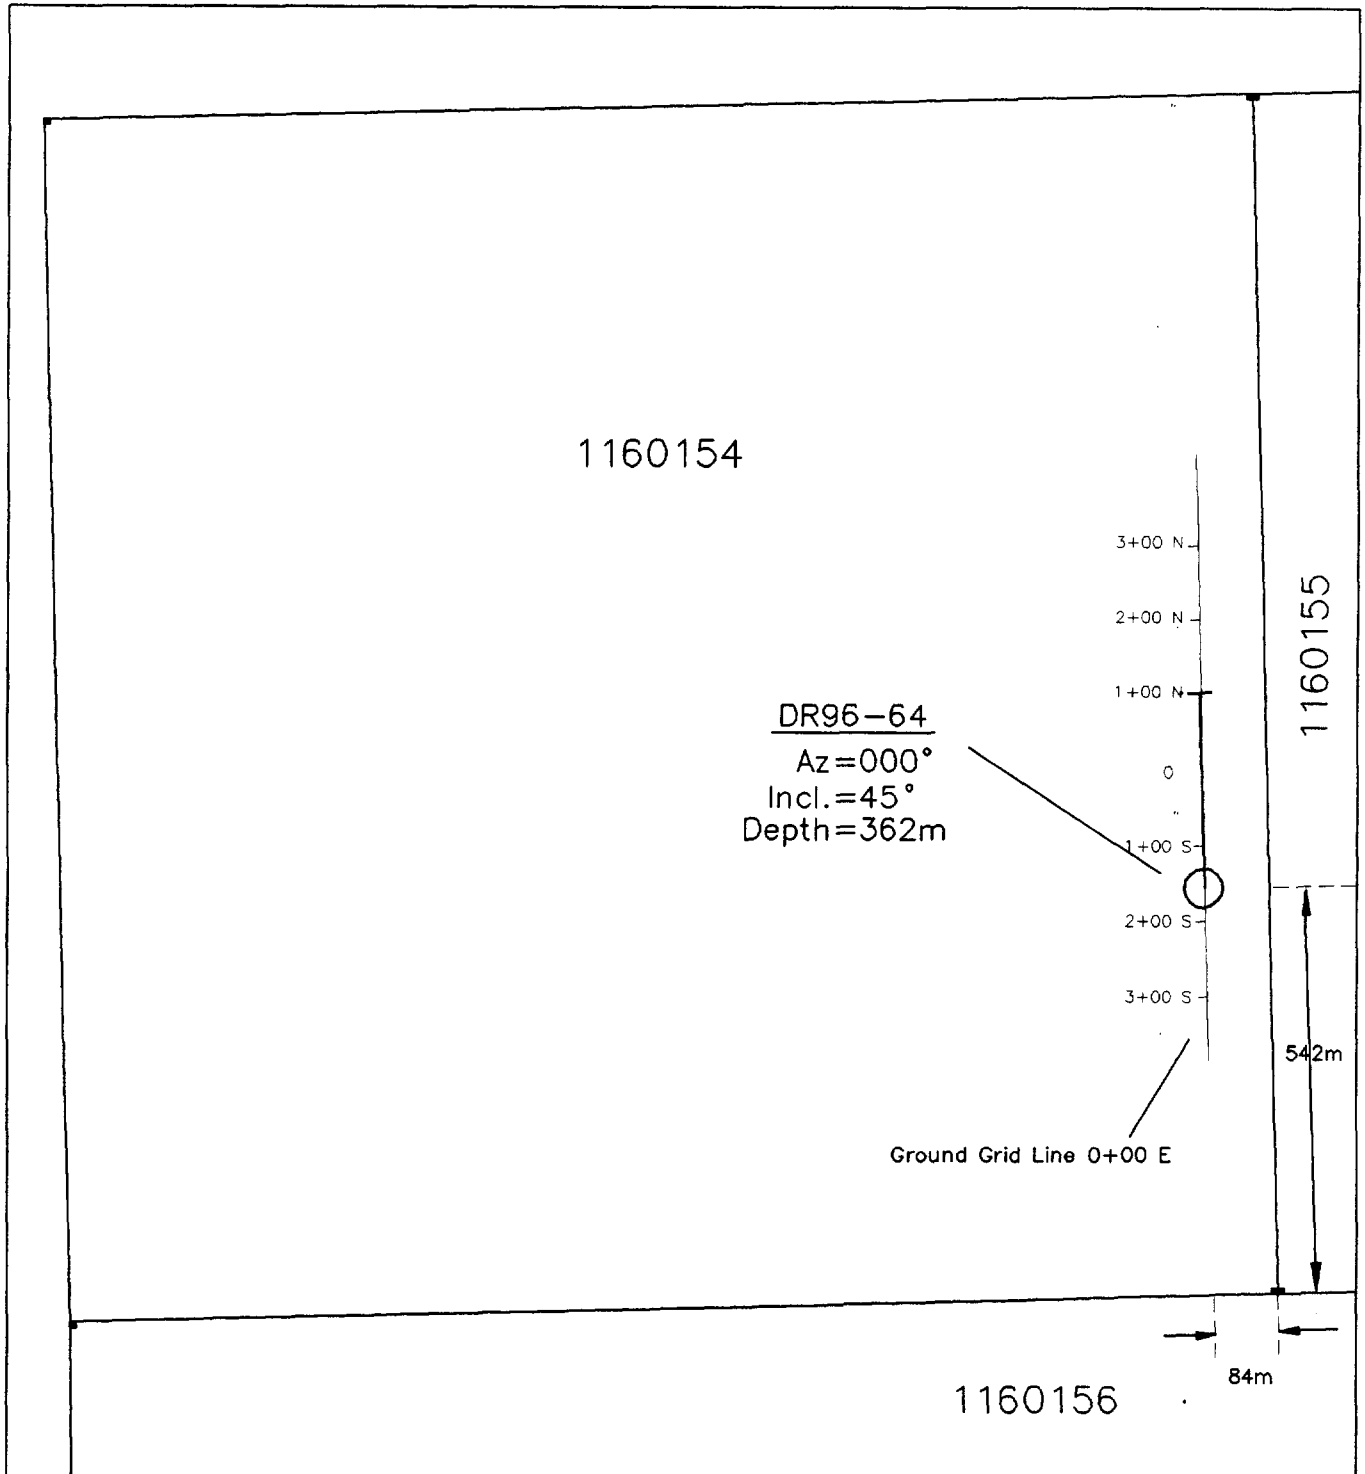 1160154
3+00 N
2+00 N
1160155
1+00 N
DR96-64
Az=000°
Incl.=45°
Depth=362m
0
1+00 S
2+00 S
3+00 S
542m
Ground Grid Line 0+00 E
84m
1160156